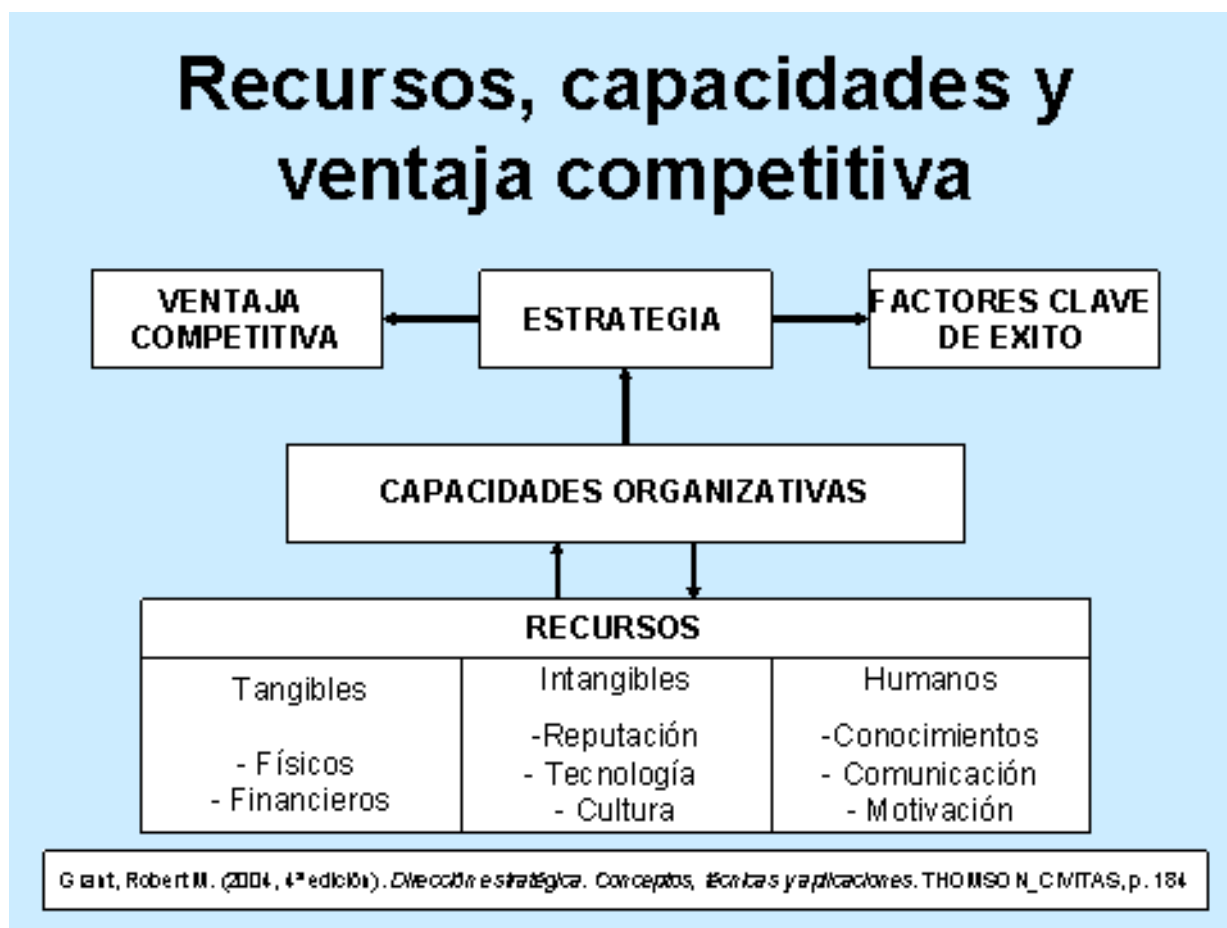 Recursos, capacidades y
ventaja competitiva
VENTAJA
COMPETITIVA
ESTRATEGIA
FACTORES CLAVE
DE EXITO
CAPACIDADES ORGANIZATIVAS
RECURSOS
Tangibles
- Físicos
- Financieros
Intangibles
-Reputación
- Tecnología
- Cultura
Humanos
-Conocimientos
- Comunicación
- Motivación
Grant, Robert M. (2004, 4ª edición). Dirección estratégica. Conceptos, técnicas y aplicaciones. THOMSON_CIVITAS, p. 184